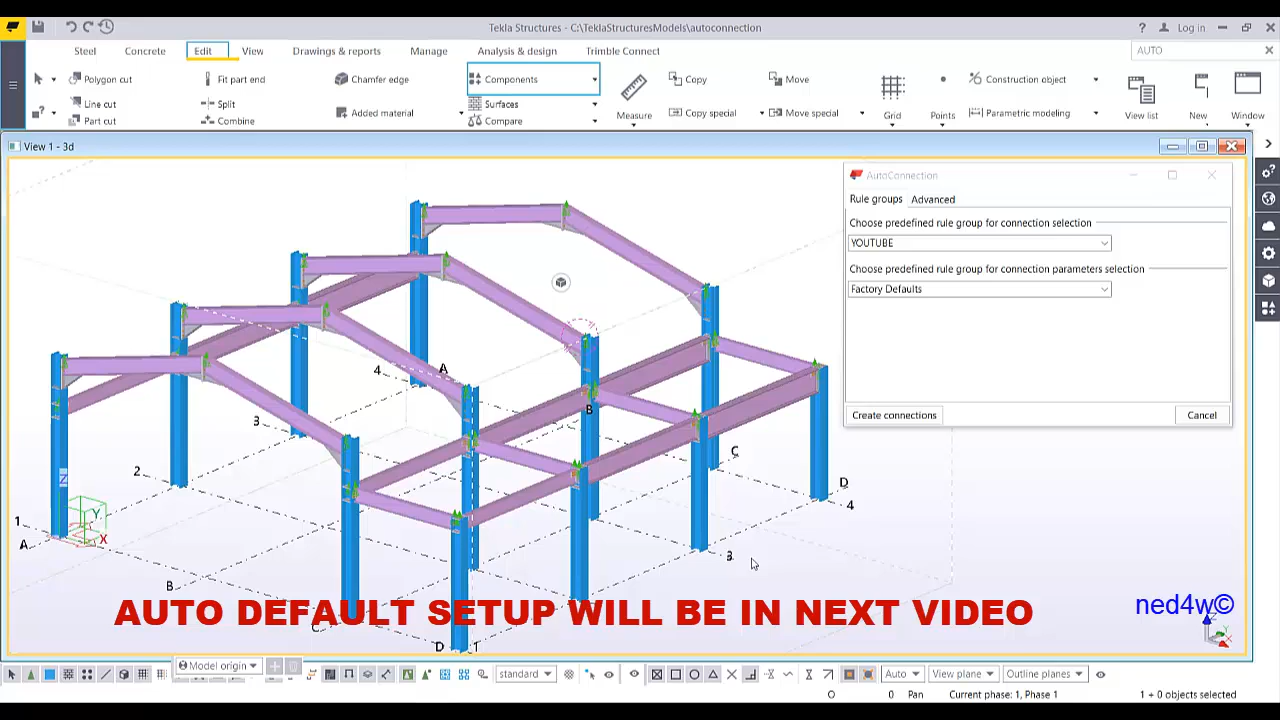 Tekla Structures - C:\TeklaStructuresModels\autoconnection
? Log in
Steel Concrete Edit View Drawings & reports Manage Analysis & design Trimble Connect AUTO
Polygon cut Fit part end Chamfer edge Components Copy Move Construction object
Line cut Split Added material Surfaces Measure Copy special Move special Grid Points Parametric modeling View list New Window
Part cut Combine Compare
View 1 - 3d
AutoConnection
Rule groups Advanced
Choose predefined rule group for connection selection
YOUTUBE
Choose predefined rule group for connection parameters selection
Factory Defaults
Create connections Cancel
4 A
3 B
2 C
Z D
Y 4
1 X
A 3
B
C
D 1
AUTO DEFAULT SETUP WILL BE IN NEXT VIDEO
ned4w©
Z
Model origin standard Auto View plane Outline planes
O 0 Pan Current phase: 1, Phase 1 1 + 0 objects selected